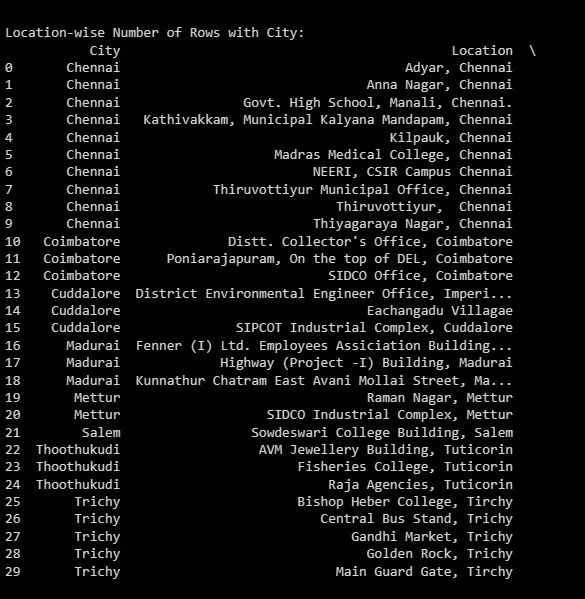 Location-wise Number of Rows with City:
City Location \
0 Chennai Adyar, Chennai
1 Chennai Anna Nagar, Chennai
2 Chennai Govt. High School, Manali, Chennai.
3 Chennai Kathivakkam, Municipal Kalyana Mandapam, Chennai
4 Chennai Kilpauk, Chennai
5 Chennai Madras Medical College, Chennai
6 Chennai NEERI, CSIR Campus Chennai
7 Chennai Thiruvottiyur Municipal Office, Chennai
8 Chennai Thiruvottiyur,  Chennai
9 Chennai Thiyagaraya Nagar, Chennai
10 Coimbatore Distt. Collector's Office, Coimbatore
11 Coimbatore Poniarajapuram, On the top of DEL, Coimbatore
12 Coimbatore SIDCO Office, Coimbatore
13 Cuddalore District Environmental Engineer Office, Imperi...
14 Cuddalore Eachangadu Villagae
15 Cuddalore SIPCOT Industrial Complex, Cuddalore
16 Madurai Fenner (I) Ltd. Employees Assiciation Building...
17 Madurai Highway (Project -I) Building, Madurai
18 Madurai Kunnathur Chatram East Avani Mollai Street, Ma...
19 Mettur Raman Nagar, Mettur
20 Mettur SIDCO Industrial Complex, Mettur
21 Salem Sowdeswari College Building, Salem
22 Thoothukudi AVM Jewellery Building, Tuticorin
23 Thoothukudi Fisheries College, Tuticorin
24 Thoothukudi Raja Agencies, Tuticorin
25 Trichy Bishop Heber College, Tirchy
26 Trichy Central Bus Stand, Trichy
27 Trichy Gandhi Market, Trichy
28 Trichy Golden Rock, Trichy
29 Trichy Main Guard Gate, Tirchy